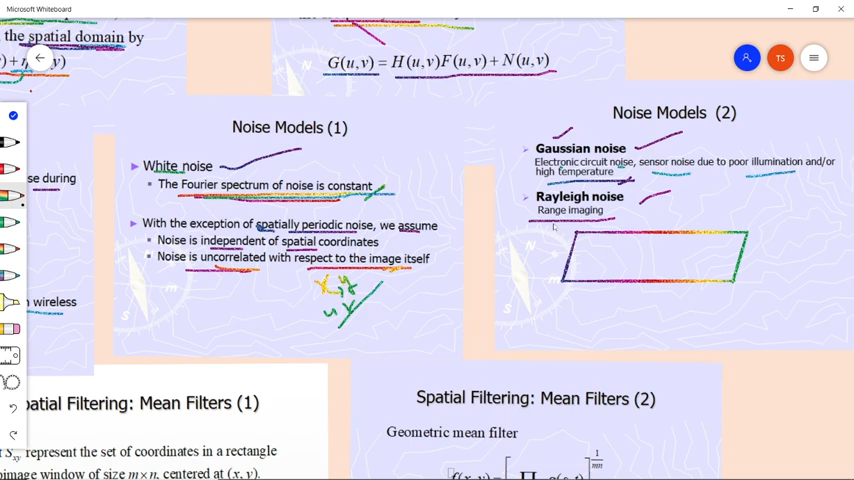 Microsoft Whiteboard
the spatial domain by
TS
G(u,v) = H(u,v)F(u,v) + N(u,v)
Noise Models (1)
White noise
The Fourier spectrum of noise is constant
With the exception of spatially periodic noise, we assume
Noise is independent of spatial coordinates
Noise is uncorrelated with respect to the image itself
x, y
u v
Noise Models (2)
Gaussian noise
Electronic circuit noise, sensor noise due to poor illumination and/or
high temperature
Rayleigh noise
Range imaging
se during
n wireless
patial Filtering: Mean Filters (1)
represent the set of coordinates in a rectangle
image window of size m×n, centered at (x, y).
Spatial Filtering: Mean Filters (2)
Geometric mean filter